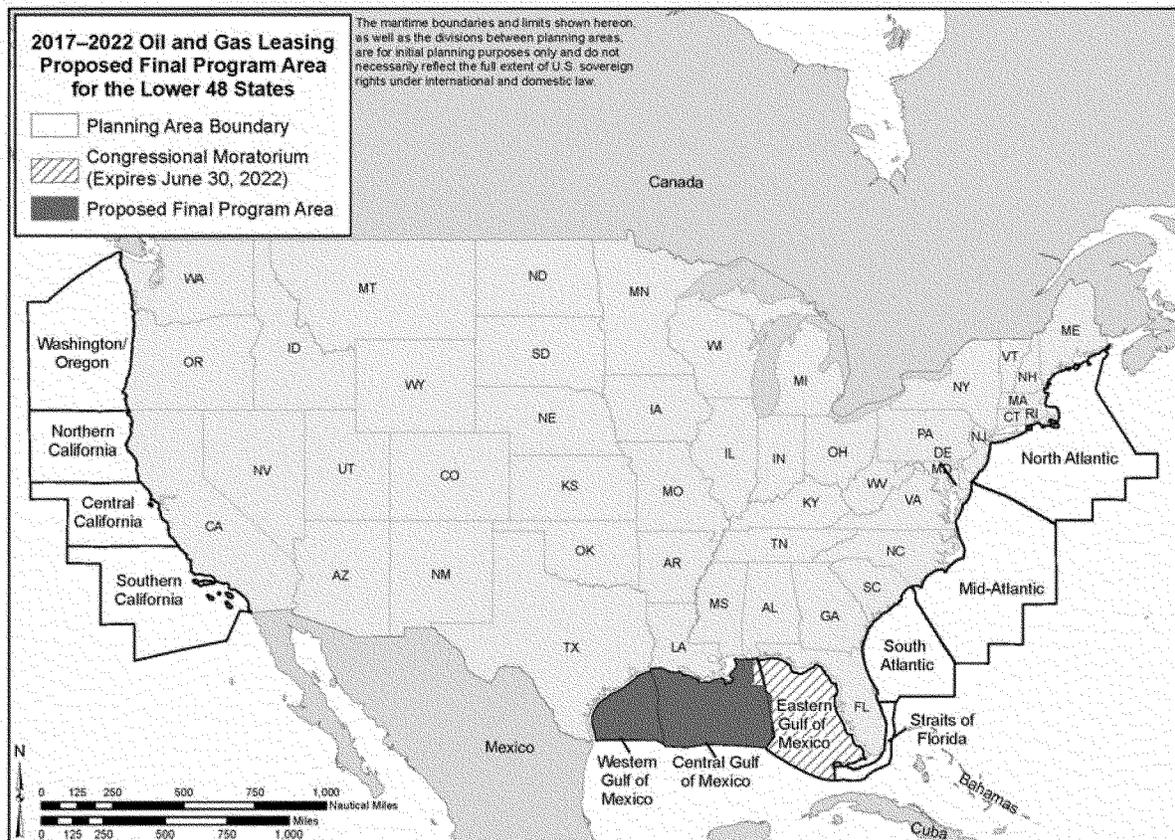 2017–2022 Oil and Gas Leasing
Proposed Final Program Area
for the Lower 48 States
Planning Area Boundary
Congressional Moratorium
(Expires June 30, 2022)
Proposed Final Program Area
The maritime boundaries and limits shown hereon,
as well as the divisions between planning areas,
are for initial planning purposes only and do not
necessarily reflect the full extent of U.S. sovereign
rights under international and domestic law.
Canada
WA
MT
ND
MN
ME
Washington/
Oregon
OR
ID
SD
WI
VT
NH
WY
MI
NY
MA
CT
RI
NE
IA
Northern
California
PA
NJ
NV
UT
CO
IL
IN
OH
DE
MD
North Atlantic
KS
MO
WV
VA
KY
Central
California
CA
OK
TN
NC
AZ
NM
AR
Southern
California
SC
Mid-Atlantic
MS
AL
GA
TX
LA
South
Atlantic
Eastern
Gulf of
Mexico
FL
Straits of
Florida
Mexico
Western
Gulf of
Mexico
Central Gulf
of Mexico
Bahamas
Cuba
N
0 125 250 500 750 1,000
Nautical Miles
Miles
0 125 250 500 750 1,000